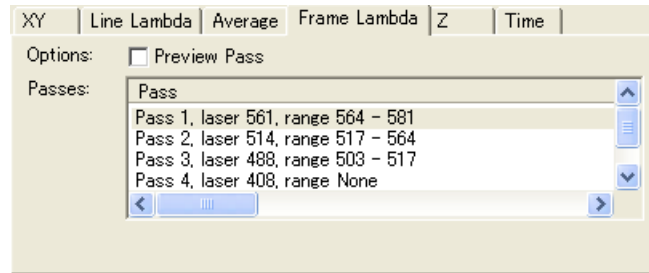 XY Line Lambda Average Frame Lambda Z Time
Options: Preview Pass
Passes: Pass
Pass 1, laser 561, range 564 - 581
Pass 2, laser 514, range 517 - 564
Pass 3, laser 488, range 503 - 517
Pass 4, laser 408, range None